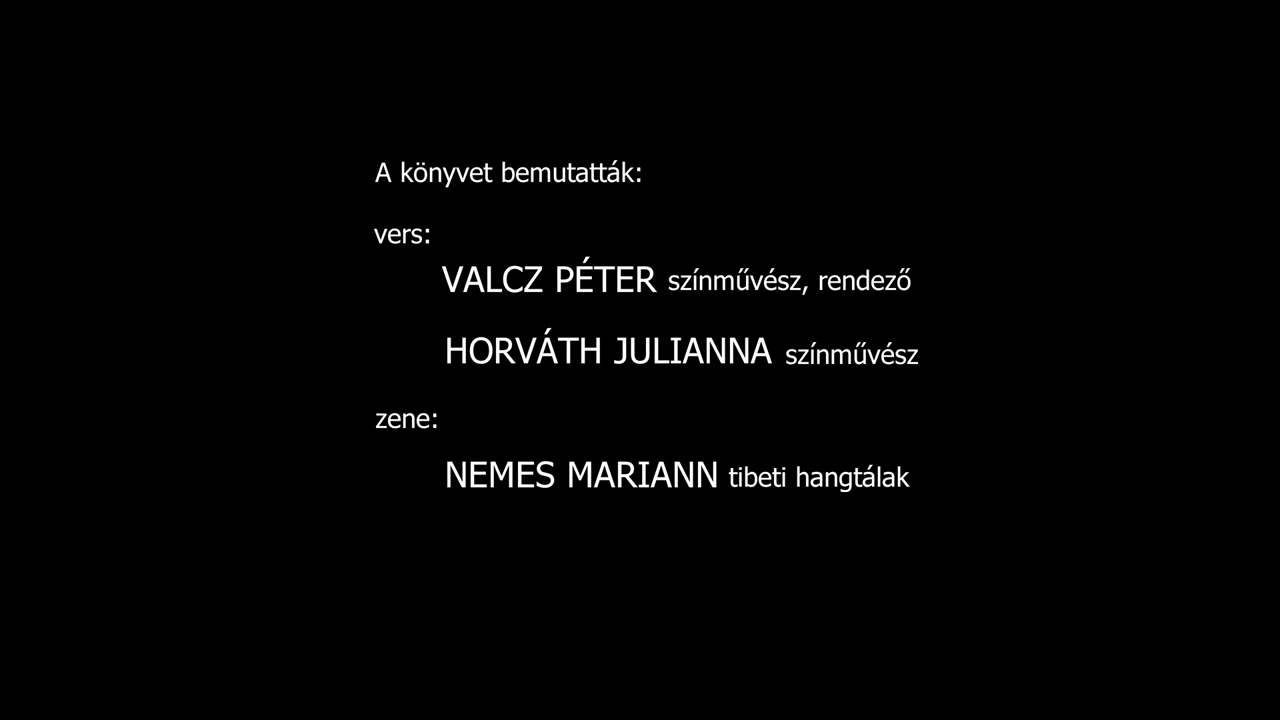 A könyvet bemutatták:
vers:
VALCZ PÉTER színművész, rendező
HORVÁTH JULIANNA színművész
zene:
NEMES MARIANN tibeti hangtálak